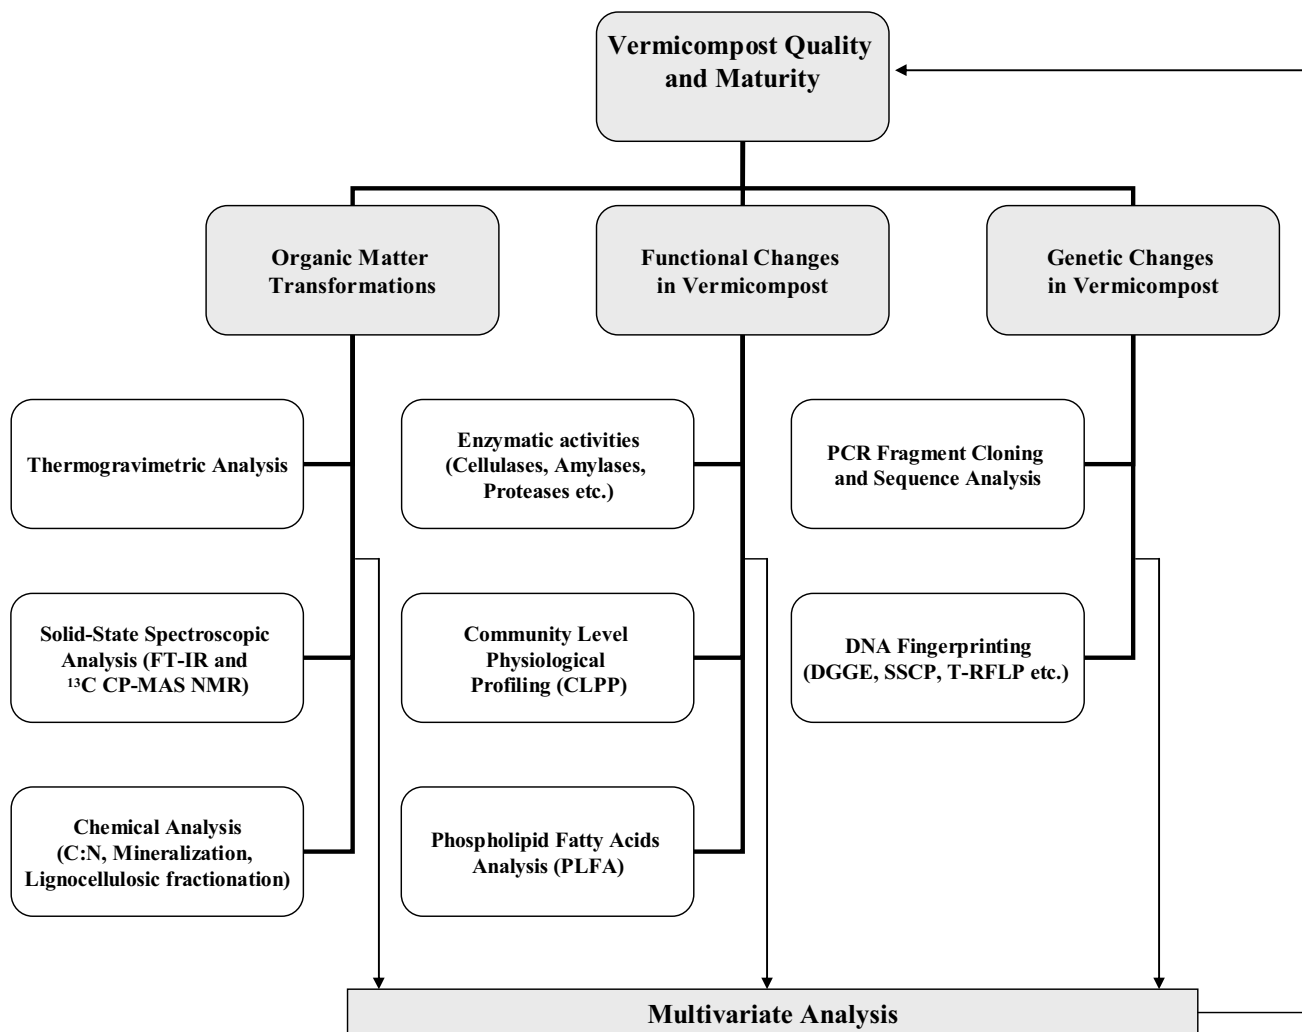 Vermicompost Quality
and Maturity
Organic Matter
Transformations
Functional Changes
in Vermicompost
Genetic Changes
in Vermicompost
Thermogravimetric Analysis
Enzymatic activities
(Cellulases, Amylases,
Proteases etc.)
PCR Fragment Cloning
and Sequence Analysis
Solid-State Spectroscopic
Analysis (FT-IR and
¹³C CP-MAS NMR)
Community Level
Physiological
Profiling (CLPP)
DNA Fingerprinting
(DGGE, SSCP, T-RFLP etc.)
Chemical Analysis
(C:N, Mineralization,
Lignocellulosic fractionation)
Phospholipid Fatty Acids
Analysis (PLFA)
Multivariate Analysis